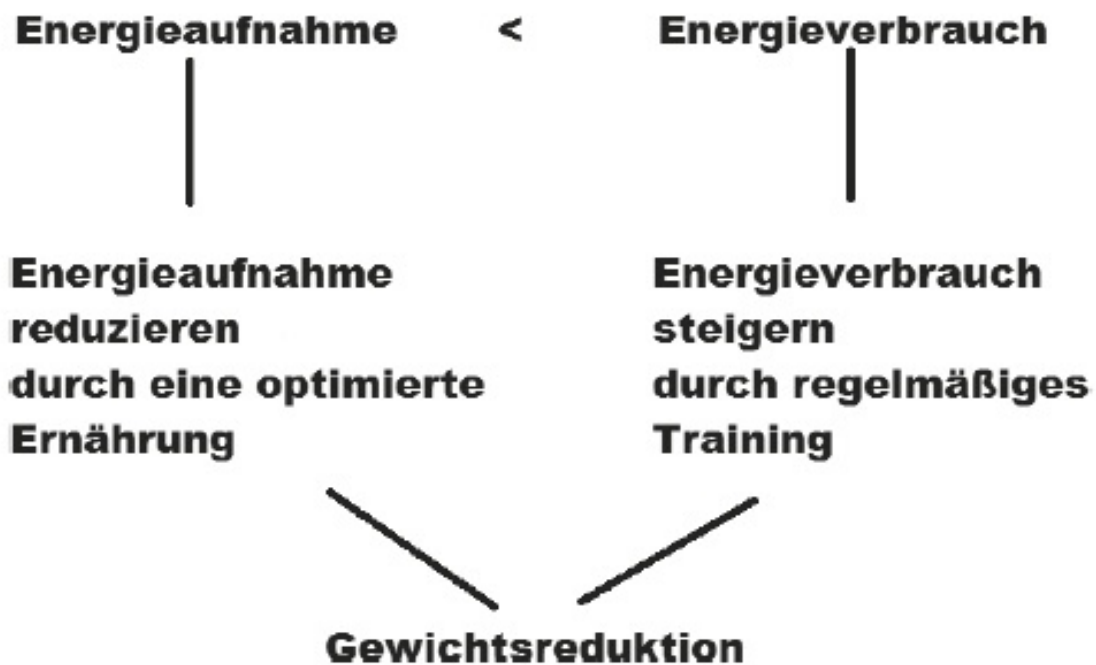 Energieaufnahme < Energieverbrauch
Energieaufnahme
reduzieren
durch eine optimierte
Ernährung
Energieverbrauch
steigern
durch regelmäßiges
Training
Gewichtsreduktion